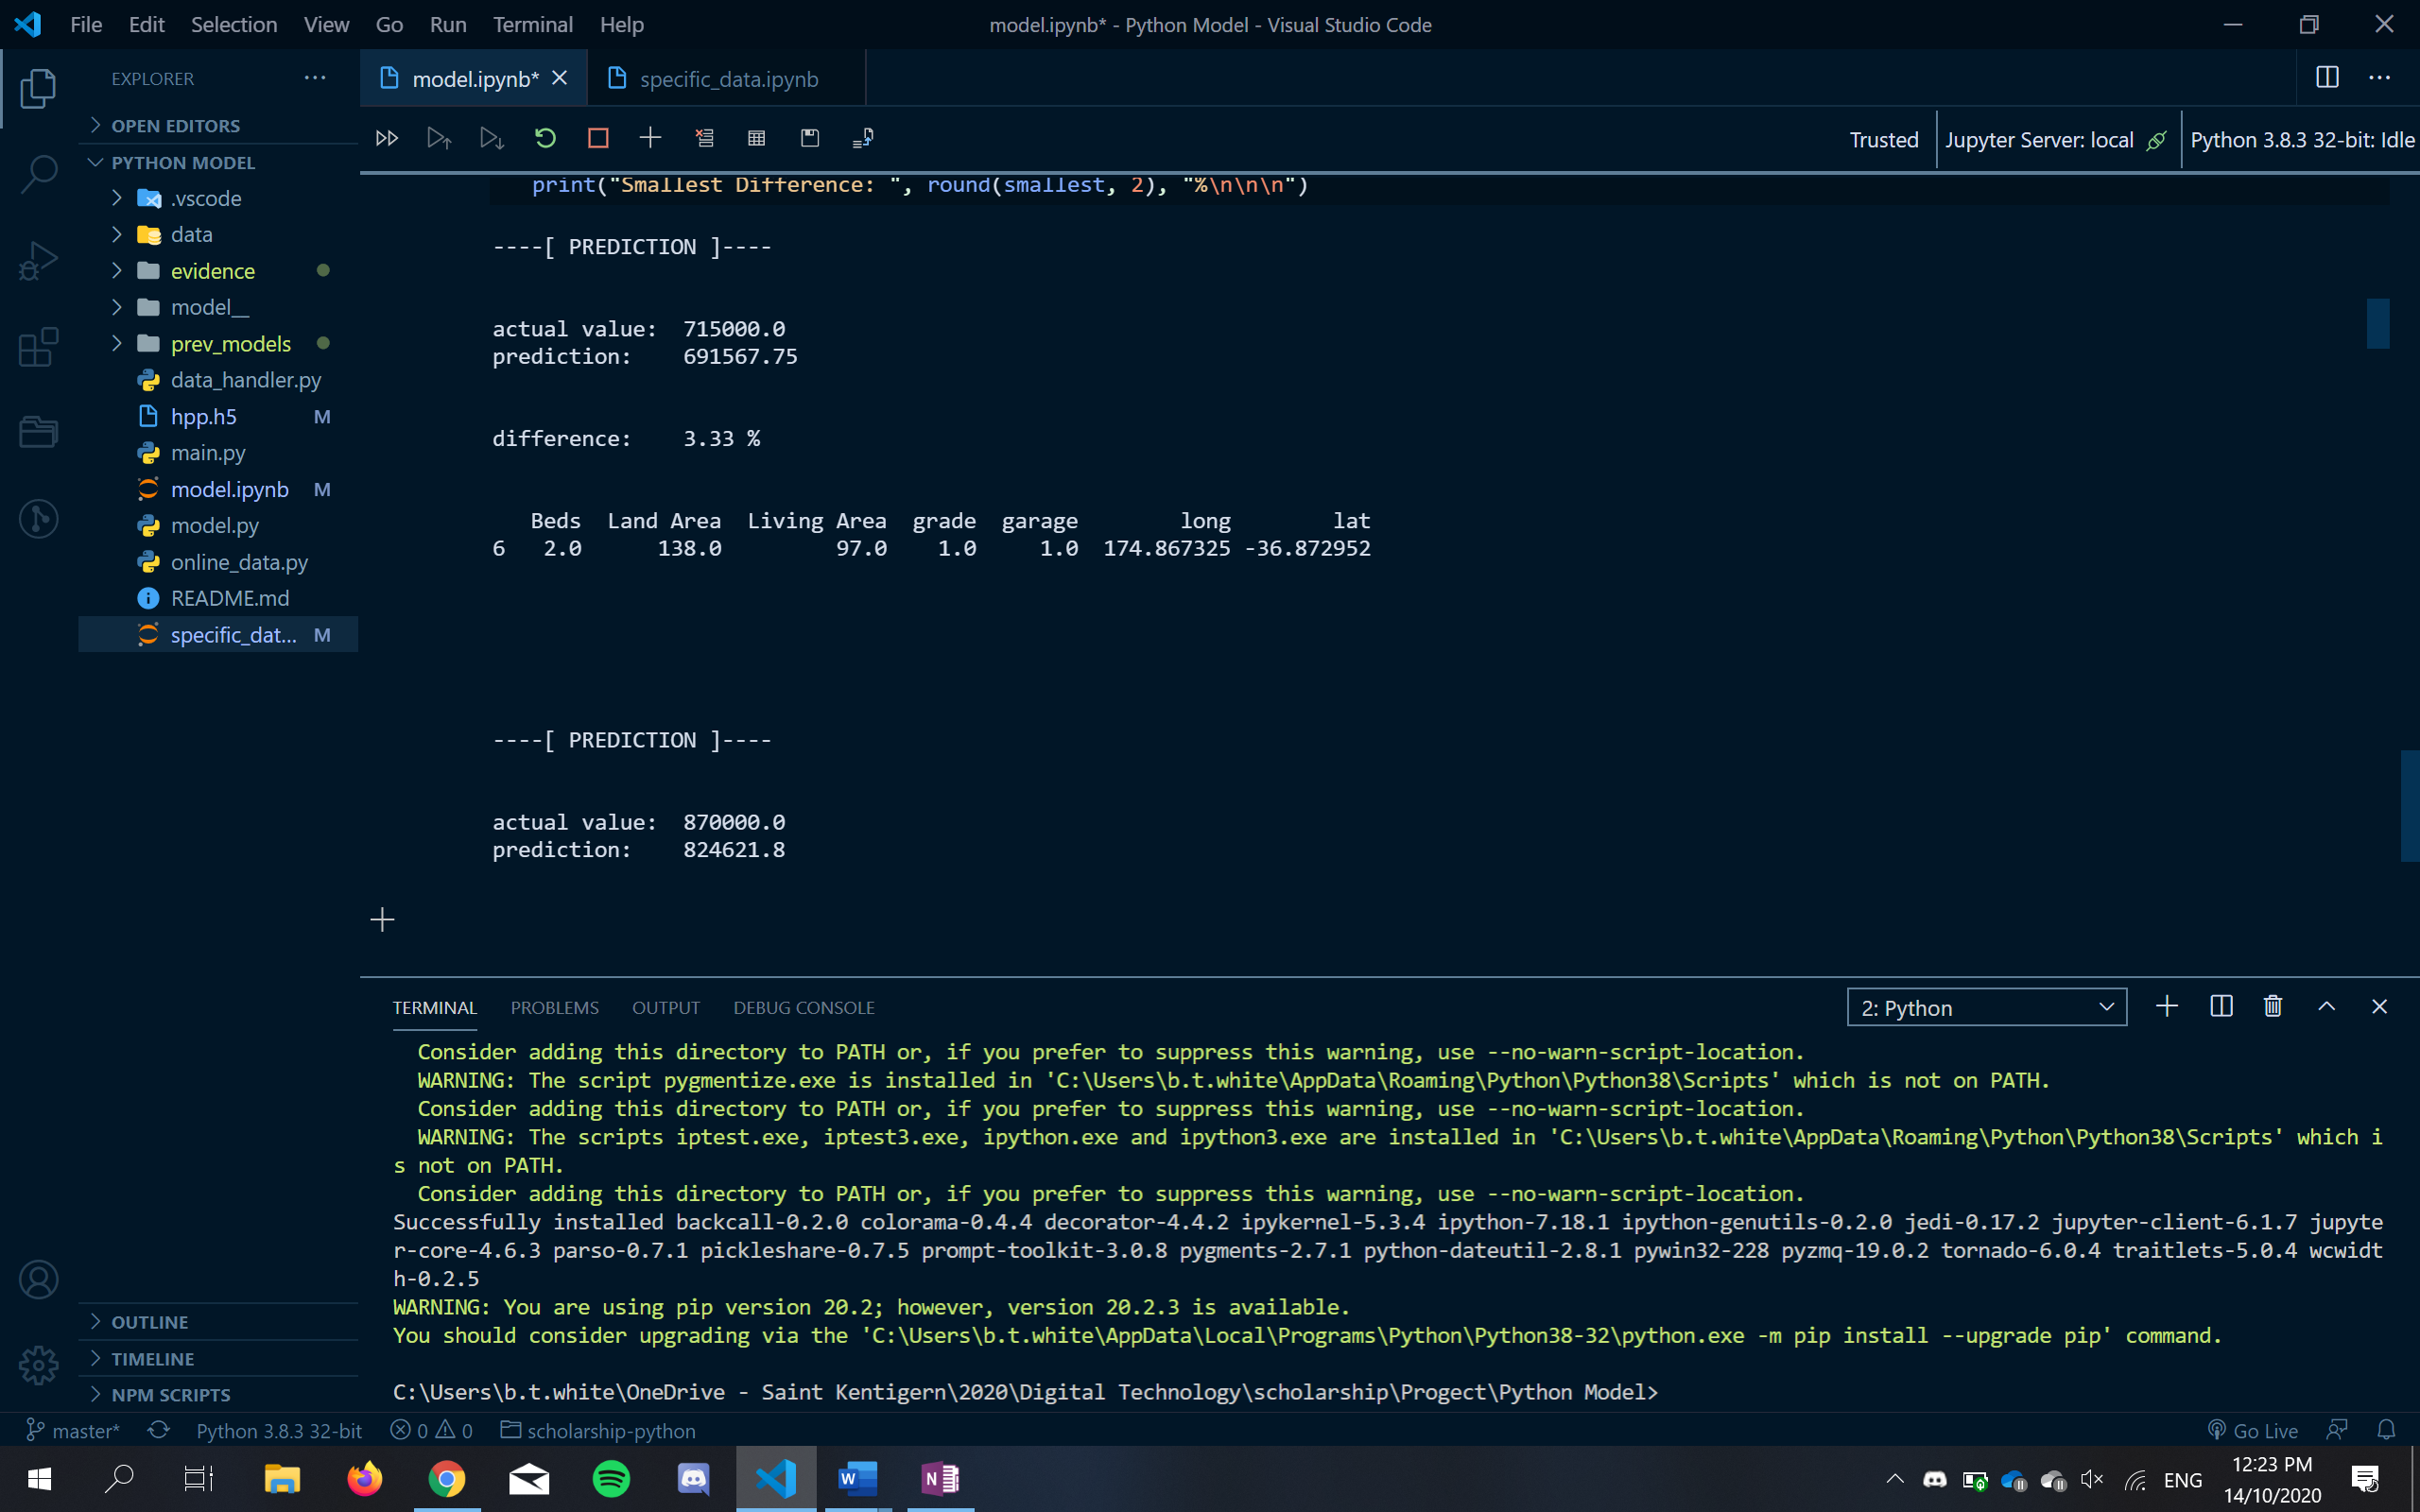 File Edit Selection View Go Run Terminal Help
model.ipynb* - Python Model - Visual Studio Code
EXPLORER
OPEN EDITORS
PYTHON MODEL
.vscode
data
evidence
model__
prev_models
data_handler.py
hpp.h5 M
main.py
model.ipynb M
model.py
online_data.py
README.md
specific_dat... M
OUTLINE
TIMELINE
NPM SCRIPTS
model.ipynb*
specific_data.ipynb
Trusted
Jupyter Server: local
Python 3.8.3 32-bit: Idle
print("Smallest Difference: ", round(smallest, 2), "%\n\n\n")
----[ PREDICTION ]----
actual value:  715000.0
prediction:    691567.75
difference:    3.33 %
Beds  Land Area  Living Area  grade  garage        long        lat
6   2.0      138.0         97.0    1.0     1.0  174.867325 -36.872952
----[ PREDICTION ]----
actual value:  870000.0
prediction:    824621.8
TERMINAL PROBLEMS OUTPUT DEBUG CONSOLE
2: Python
Consider adding this directory to PATH or, if you prefer to suppress this warning, use --no-warn-script-location.
WARNING: The script pygmentize.exe is installed in 'C:\Users\b.t.white\AppData\Roaming\Python\Python38\Scripts' which is not on PATH.
Consider adding this directory to PATH or, if you prefer to suppress this warning, use --no-warn-script-location.
WARNING: The scripts iptest.exe, iptest3.exe, ipython.exe and ipython3.exe are installed in 'C:\Users\b.t.white\AppData\Roaming\Python\Python38\Scripts' which i
s not on PATH.
Consider adding this directory to PATH or, if you prefer to suppress this warning, use --no-warn-script-location.
Successfully installed backcall-0.2.0 colorama-0.4.4 decorator-4.4.2 ipykernel-5.3.4 ipython-7.18.1 ipython-genutils-0.2.0 jedi-0.17.2 jupyter-client-6.1.7 jupyte
r-core-4.6.3 parso-0.7.1 pickleshare-0.7.5 prompt-toolkit-3.0.8 pygments-2.7.1 python-dateutil-2.8.1 pywin32-228 pyzmq-19.0.2 tornado-6.0.4 traitlets-5.0.4 wcwidt
h-0.2.5
WARNING: You are using pip version 20.2; however, version 20.2.3 is available.
You should consider upgrading via the 'C:\Users\b.t.white\AppData\Local\Programs\Python\Python38-32\python.exe -m pip install --upgrade pip' command.
C:\Users\b.t.white\OneDrive - Saint Kentigern\2020\Digital Technology\scholarship\Progect\Python Model>
master*
Python 3.8.3 32-bit
0
0
scholarship-python
Go Live
W
N
ENG
12:23 PM
14/10/2020